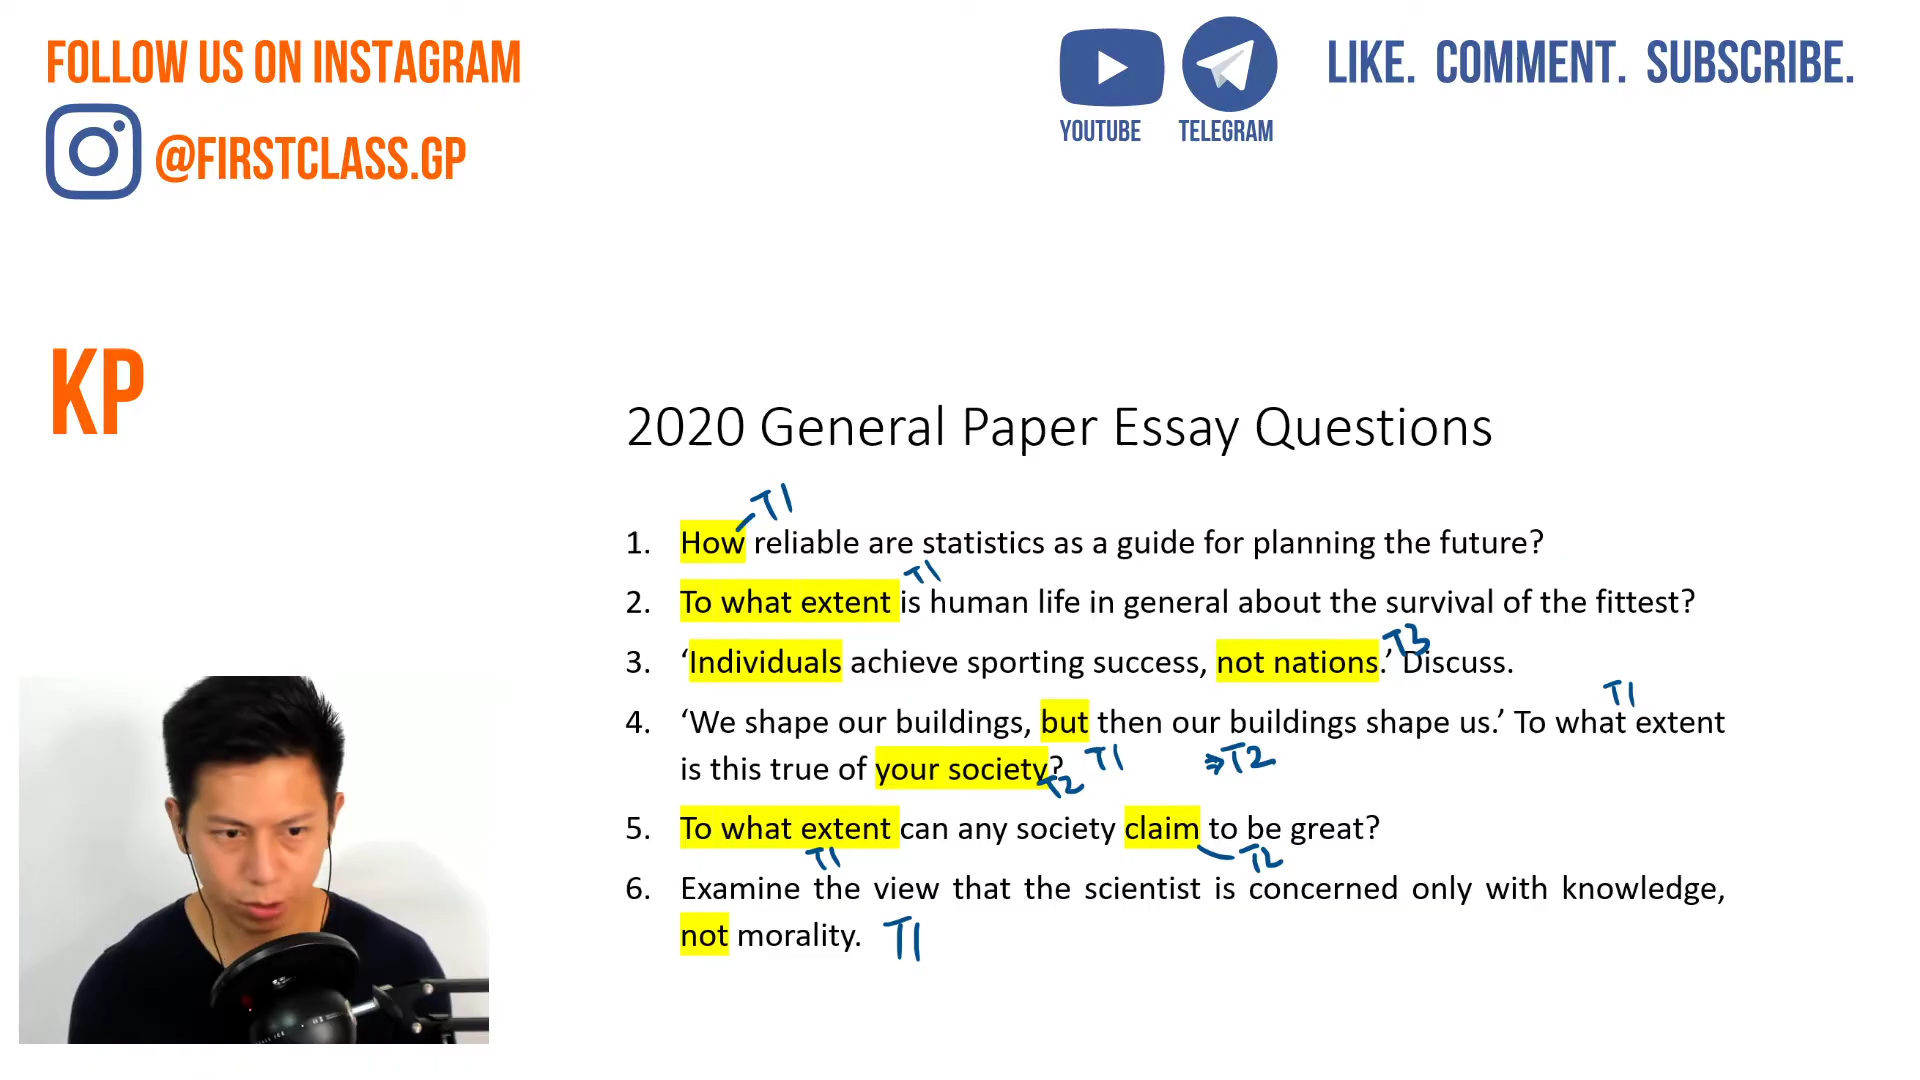 FOLLOW US ON INSTAGRAM
@FIRSTCLASS.GP
YOUTUBE
TELEGRAM
LIKE. COMMENT. SUBSCRIBE.
KP
2020 General Paper Essay Questions
T1
1. How reliable are statistics as a guide for planning the future?
T1
2. To what extent is human life in general about the survival of the fittest?
T3
3. ‘Individuals achieve sporting success, not nations.’ Discuss.
T1
4. ‘We shape our buildings, but then our buildings shape us.’ To what extent
is this true of your society? T1 ⇒T2
T2
5. To what extent can any society claim to be great?
T1 T2
6. Examine the view that the scientist is concerned only with knowledge,
not morality. T1